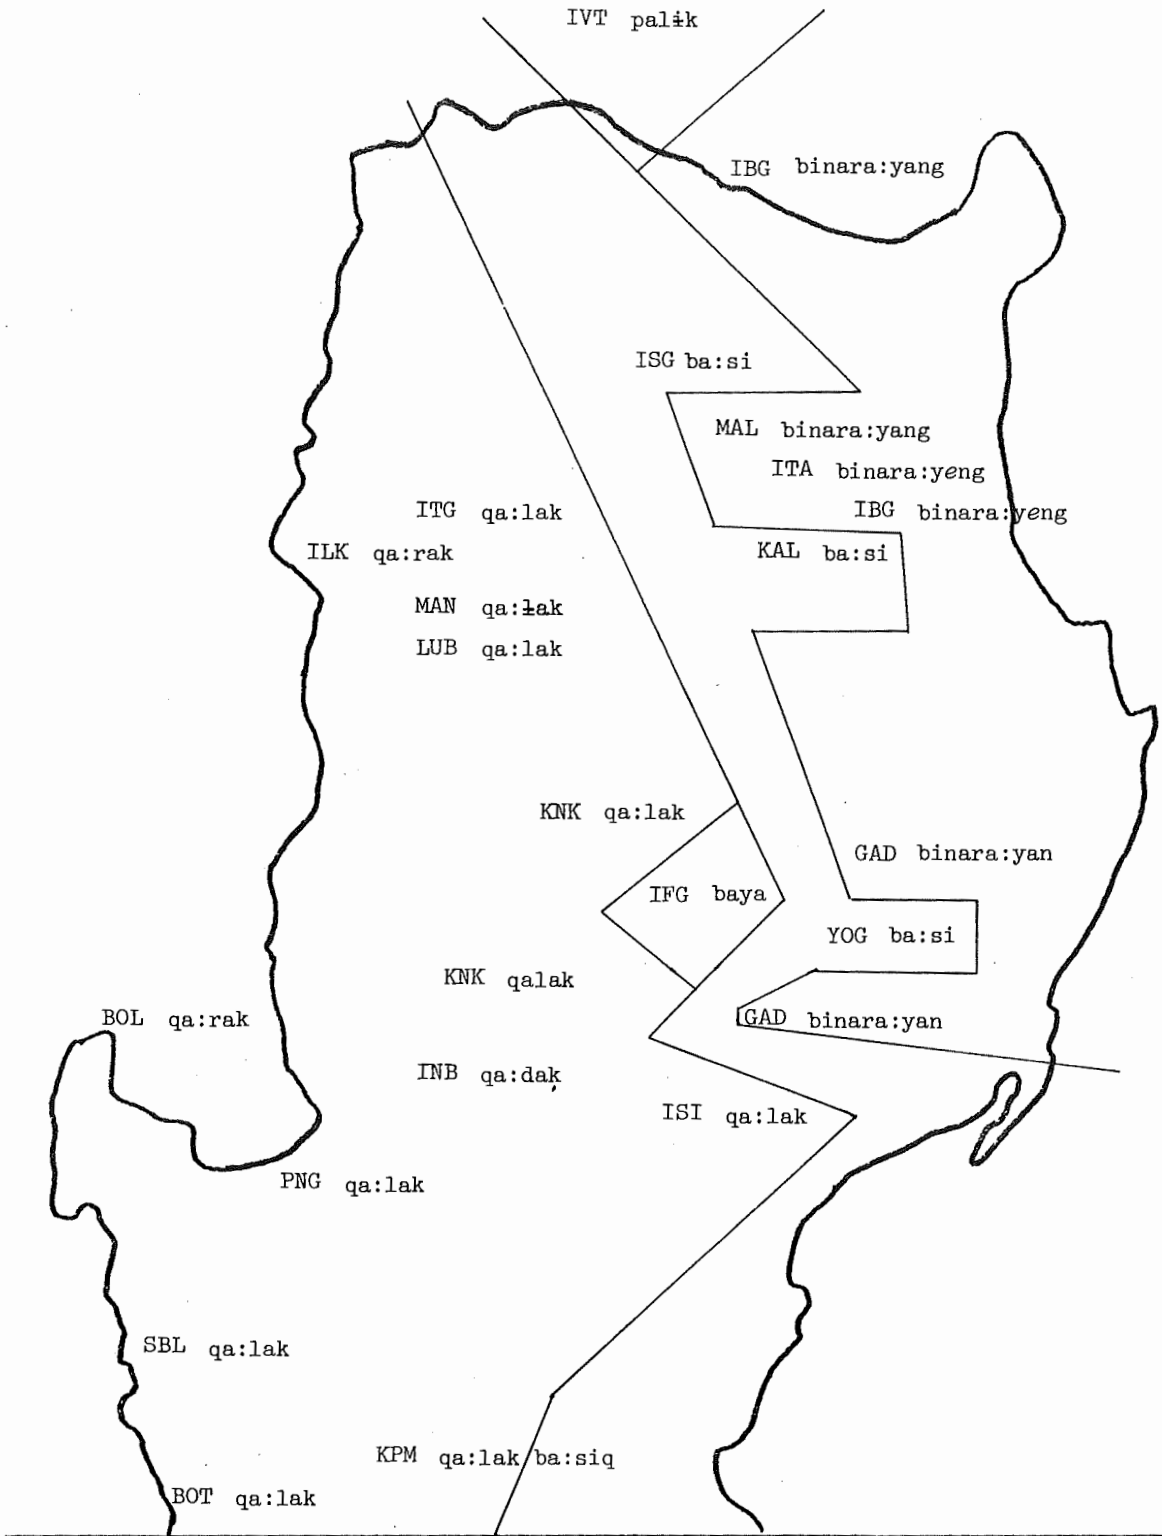 IVT palɨk
IBG binara:yang
ISG ba:si
MAL binara:yang
ITA binara:yeng
ITG qa:lak
IBG binara:yeng
ILK qa:rak
KAL ba:si
MAN qa:ɫak
LUB qa:lak
KNK qa:lak
GAD binara:yan
IFG baya
YOG ba:si
KNK qalak
BOL qa:rak
GAD binara:yan
INB qa:ḍak
ISI qa:lak
PNG qa:lak
SBL qa:lak
KPM qa:lak/ba:siq
BOT qa:lak